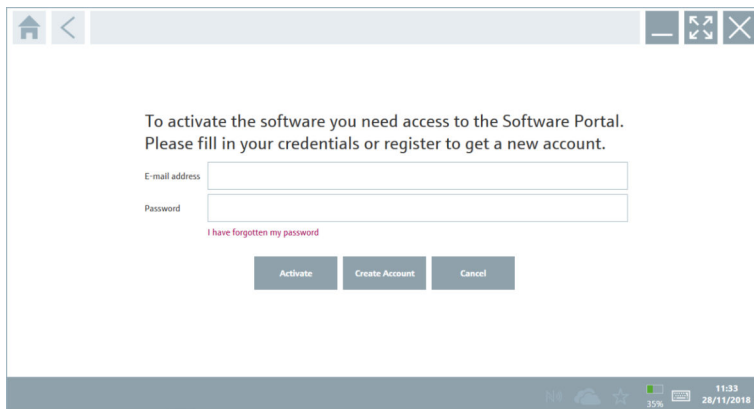 To activate the software you need access to the Software Portal.
Please fill in your credentials or register to get a new account.
E-mail address
Password
I have forgotten my password
Activate
Create Account
Cancel
35%
11:33
28/11/2018